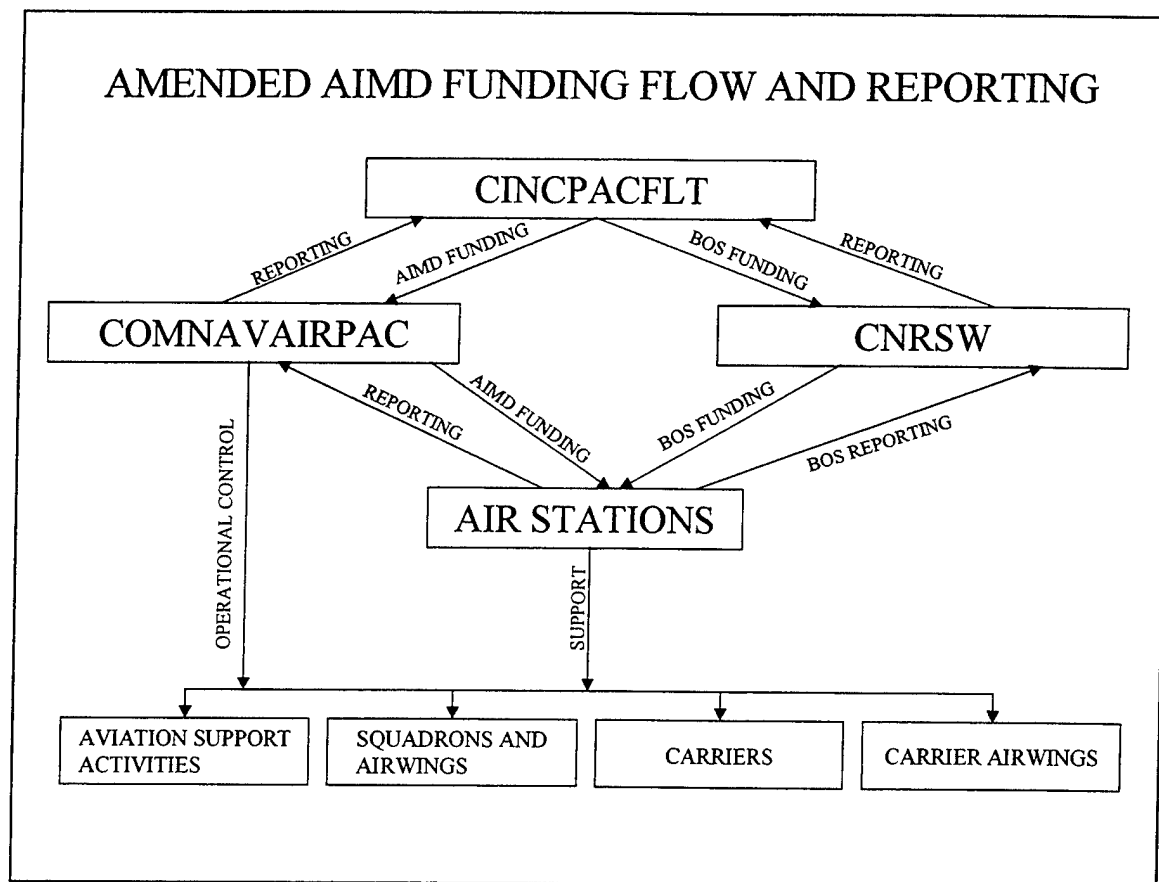 AMENDED AIMD FUNDING FLOW AND REPORTING
CINCPACFLT
REPORTING
AIMD FUNDING
BOS FUNDING
REPORTING
COMNAVAIRPAC
CNRSW
REPORTING
AIMD FUNDING
BOS FUNDING
BOS REPORTING
OPERATIONAL CONTROL
AIR STATIONS
SUPPORT
AVIATION SUPPORT
ACTIVITIES
SQUADRONS AND
AIRWINGS
CARRIERS
CARRIER AIRWINGS